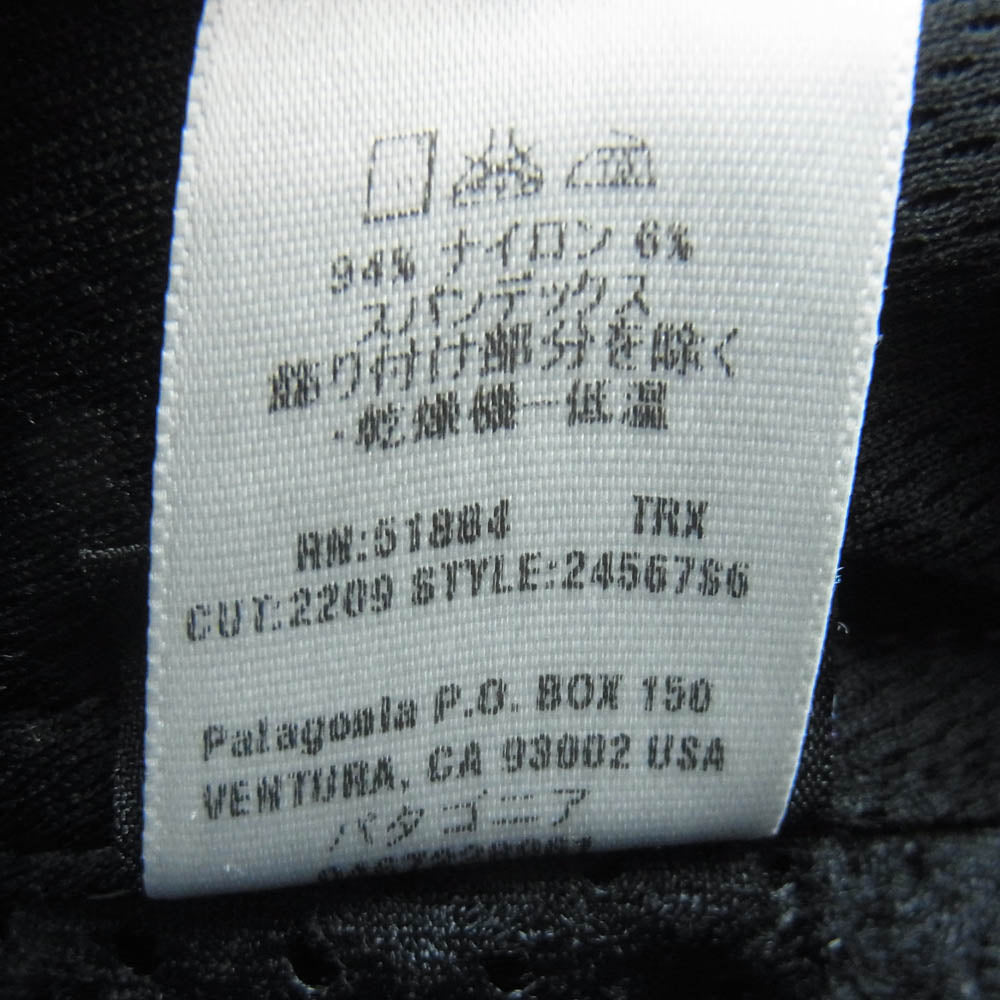 94% ナイロン 6%
スパンデックス
飾り付け部分を除く
・乾燥機―低温
RN:51884 TRX
CUT:2209 STYLE:24567S6
Patagonia P.O. BOX 150
VENTURA, CA 93002 USA
パタゴニア